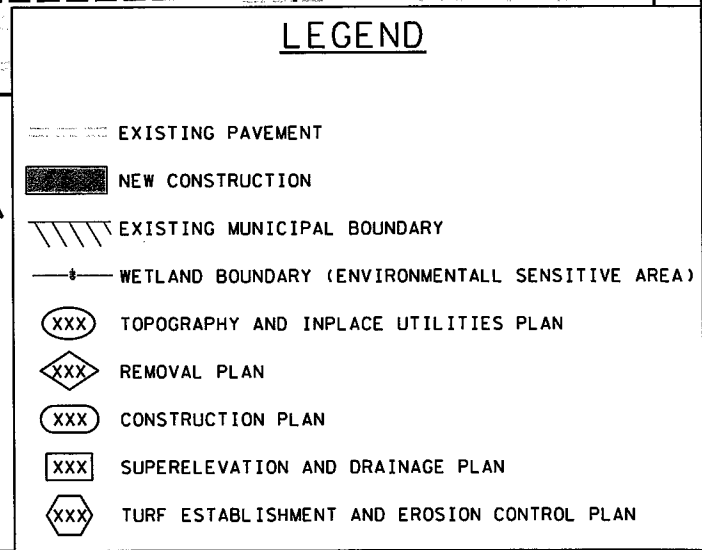 LEGEND
EXISTING PAVEMENT
NEW CONSTRUCTION
EXISTING MUNICIPAL BOUNDARY
WETLAND BOUNDARY (ENVIRONMENTALL SENSITIVE AREA)
XXX TOPOGRAPHY AND INPLACE UTILITIES PLAN
XXX REMOVAL PLAN
XXX CONSTRUCTION PLAN
XXX SUPERELEVATION AND DRAINAGE PLAN
XXX TURF ESTABLISHMENT AND EROSION CONTROL PLAN